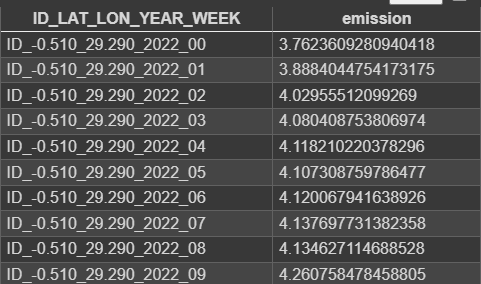 ID_LAT_LON_YEAR_WEEK emission
ID_-0.510_29.290_2022_00 3.7623609280940418
ID_-0.510_29.290_2022_01 3.8884044754173175
ID_-0.510_29.290_2022_02 4.02955512099269
ID_-0.510_29.290_2022_03 4.080408753806974
ID_-0.510_29.290_2022_04 4.118210220378296
ID_-0.510_29.290_2022_05 4.107308759786477
ID_-0.510_29.290_2022_06 4.120067941638926
ID_-0.510_29.290_2022_07 4.137697731382358
ID_-0.510_29.290_2022_08 4.134627114688528
ID_-0.510_29.290_2022_09 4.260758478458805